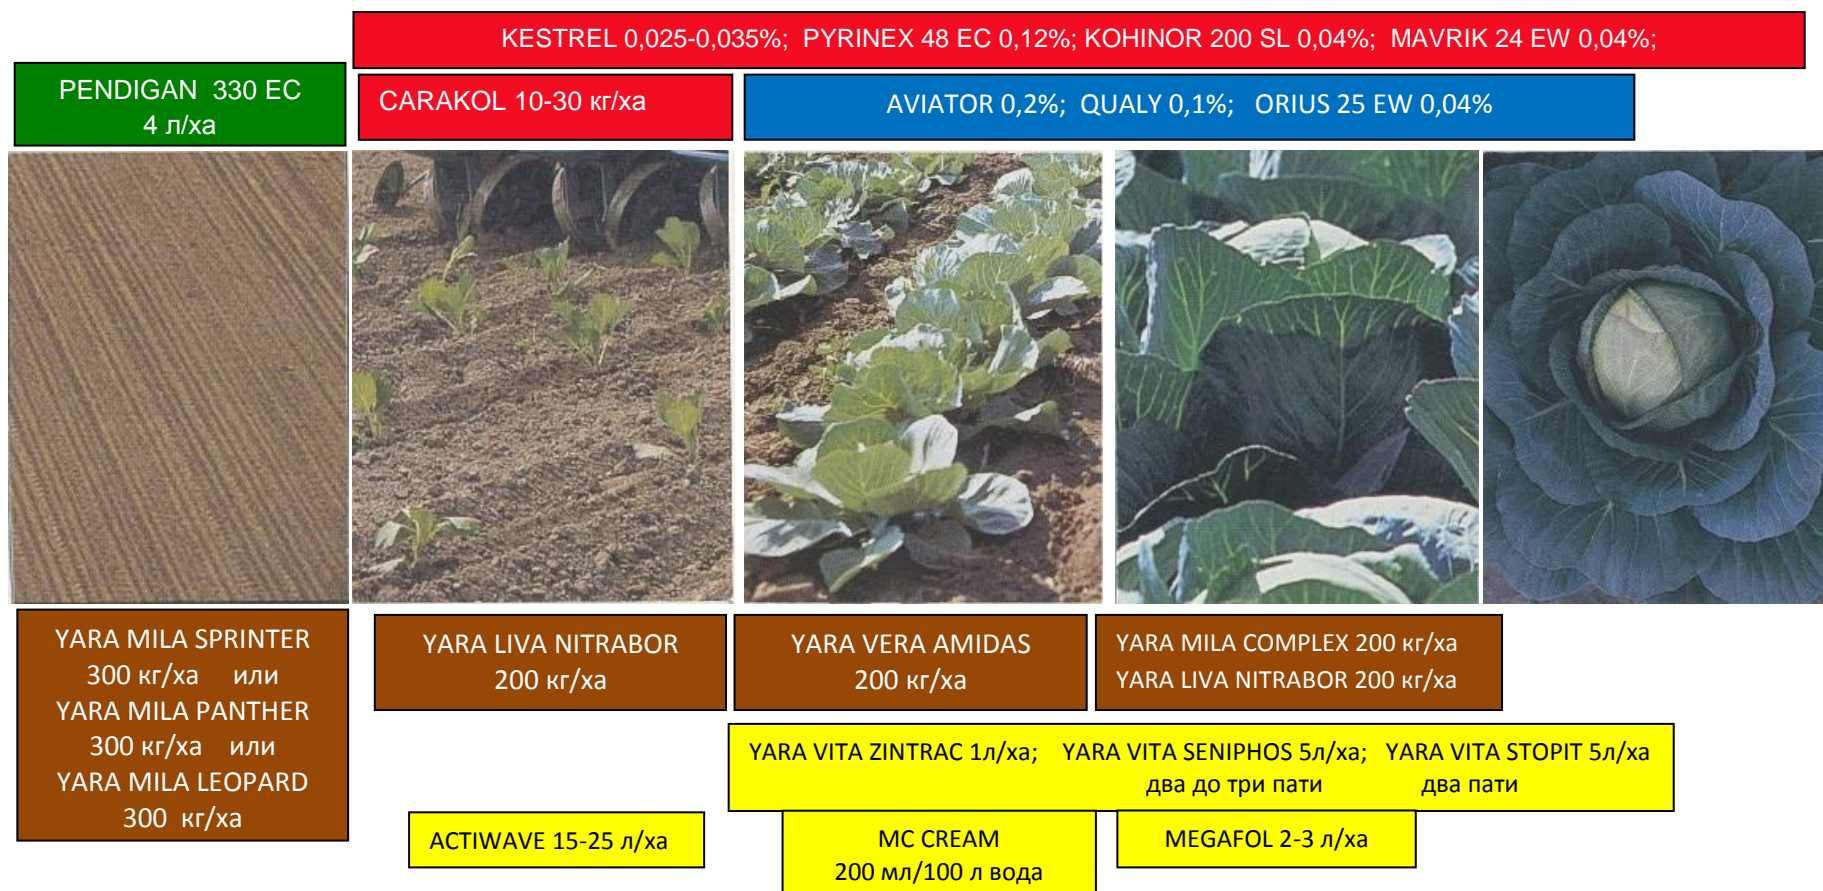 KESTREL 0,025-0,035%; PYRINEX 48 EC 0,12%; KOHINOR 200 SL 0,04%; MAVRIK 24 EW 0,04%;
PENDIGAN 330 EC
4 л/ха
CARAKOL 10-30 кг/ха
AVIATOR 0,2%; QUALY 0,1%; ORIUS 25 EW 0,04%
YARA MILA SPRINTER
300 кг/ха или
YARA MILA PANTHER
300 кг/ха или
YARA MILA LEOPARD
300 кг/ха
YARA LIVA NITRABOR
200 кг/ха
YARA VERA AMIDAS
200 кг/ха
YARA MILA COMPLEX 200 кг/ха
YARA LIVA NITRABOR 200 кг/ха
YARA VITA ZINTRAC 1л/ха; YARA VITA SENIPHOS 5л/ха; YARA VITA STOPIT 5л/ха
два до три пати два пати
ACTIWAVE 15-25 л/ха
MC CREAM
200 мл/100 л вода
MEGAFOL 2-3 л/ха